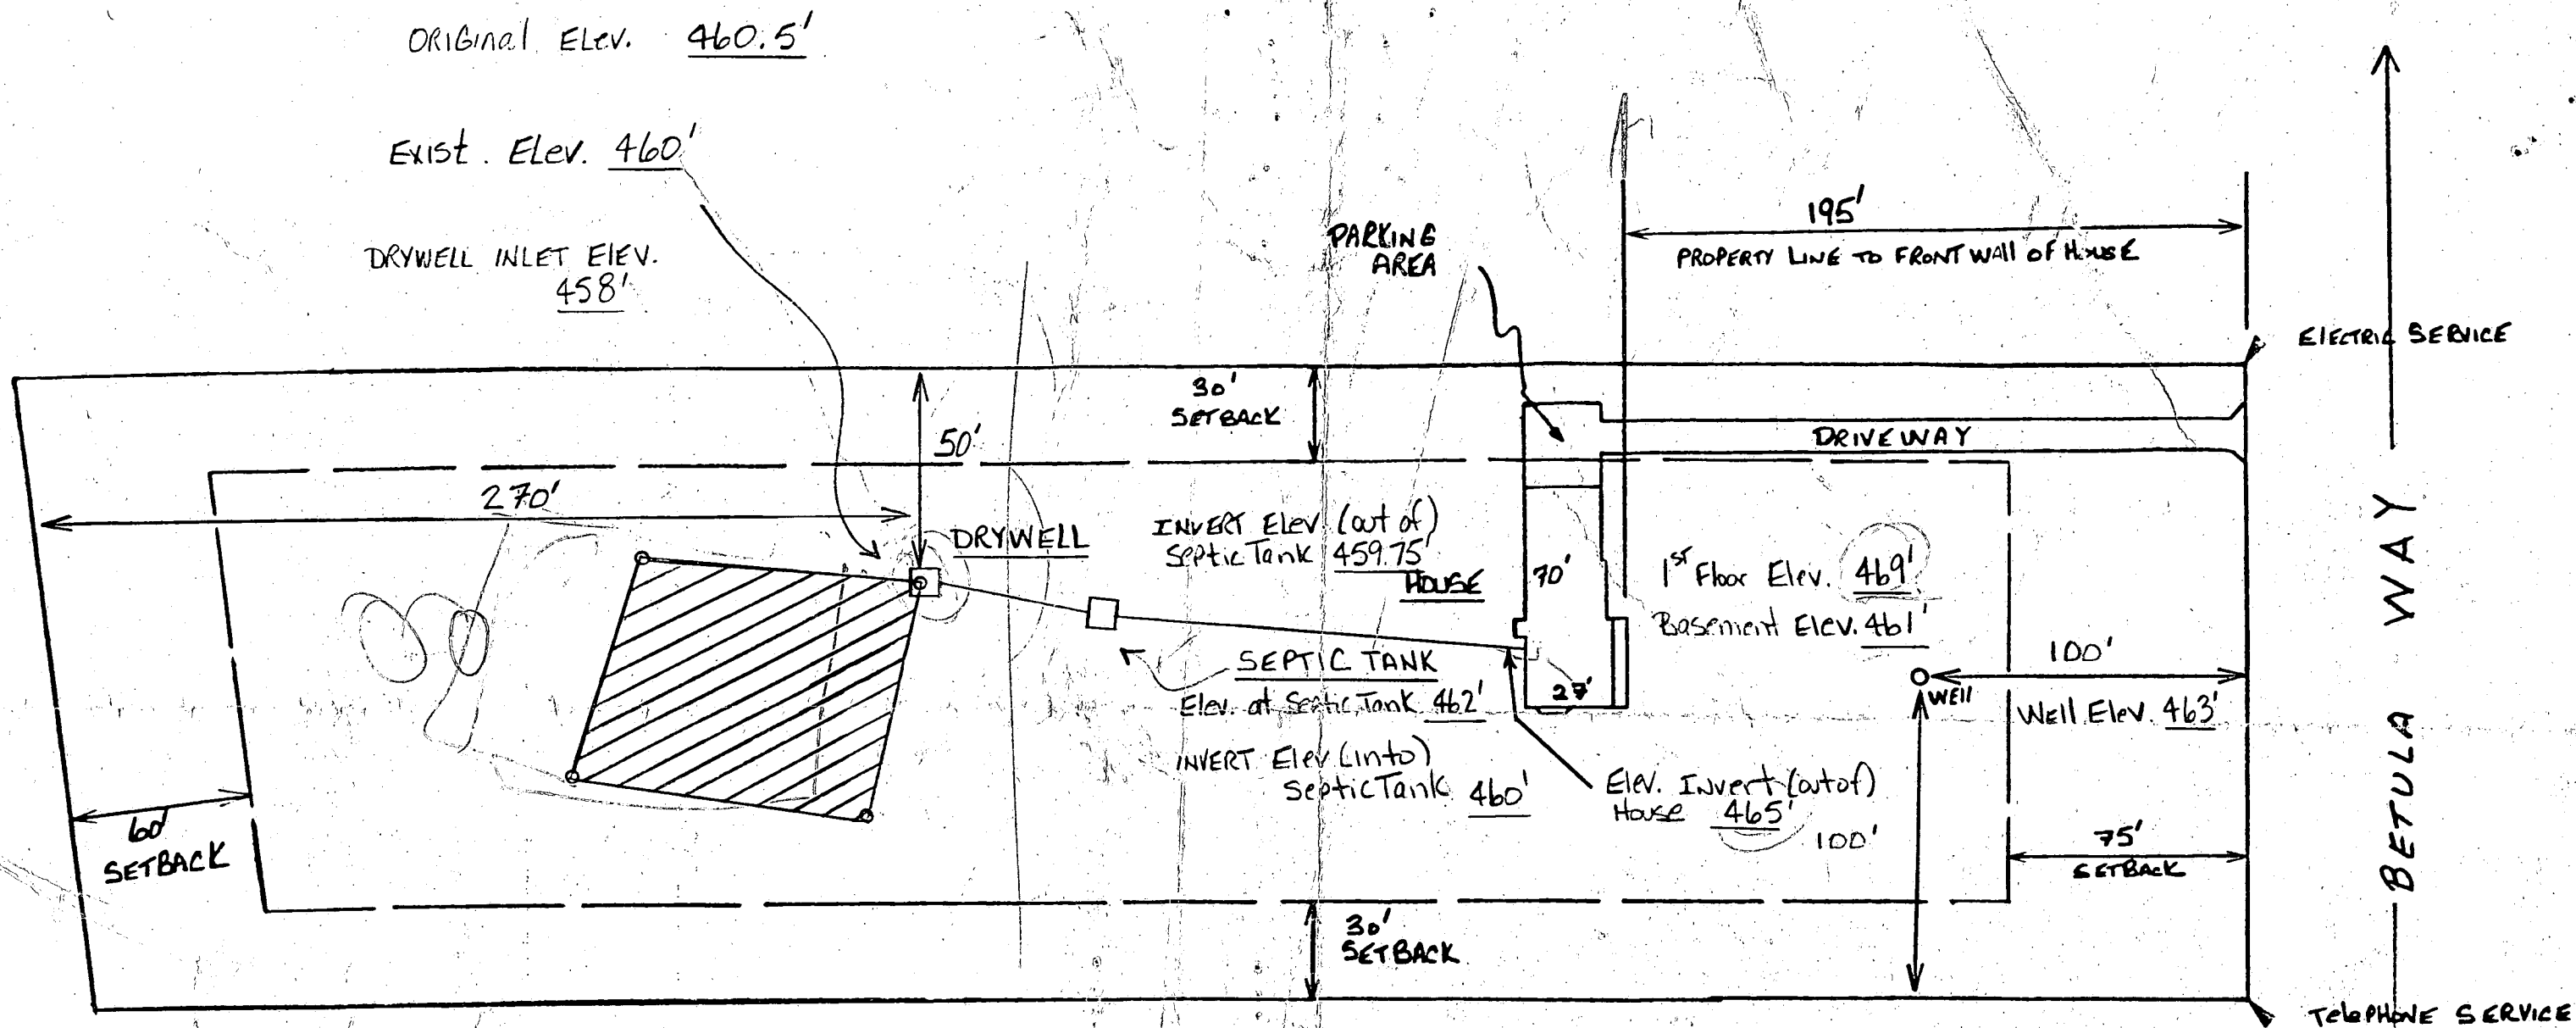 ORIGINAL ELEV. 460.5'
EXIST. ELEV. 460'
DRYWELL INLET ELEV.
458'
PARKING
AREA
195'
PROPERTY LINE TO FRONT WALL OF HOUSE
ELECTRIC SERVICE
30'
SETBACK
50'
DRIVEWAY
270'
DRYWELL
INVERT Elev. (out of)
Septic Tank 459.75'
HOUSE
70'
1st Floor Elev. 469'
Basement Elev. 461'
SEPTIC TANK
Elev. at Septic Tank 462'
27'
WELL
100'
Well Elev. 463'
INVERT Elev (into)
Septic Tank 460'
Elev. Invert (out of)
House 465'
100'
60'
SETBACK
75'
SETBACK
30'
SETBACK
BETULA WAY
TELEPHONE SERVICE